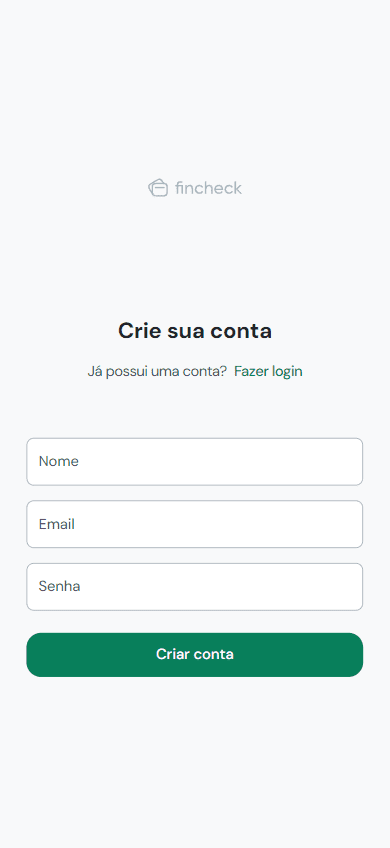 fincheck
Crie sua conta
Já possui uma conta? Fazer login
Nome
Email
Senha
Criar conta